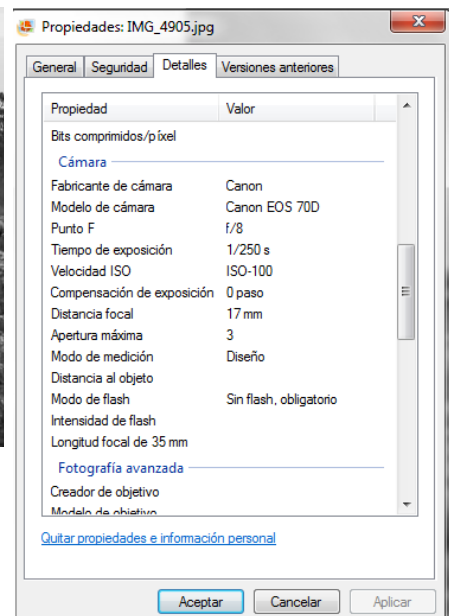 Propiedades: IMG_4905.jpg
General Seguridad Detalles Versiones anteriores
Propiedad Valor
Bits comprimidos/píxel
Cámara
Fabricante de cámara Canon
Modelo de cámara Canon EOS 70D
Punto F f/8
Tiempo de exposición 1/250 s
Velocidad ISO ISO-100
Compensación de exposición 0 paso
Distancia focal 17 mm
Apertura máxima 3
Modo de medición Diseño
Distancia al objeto
Modo de flash Sin flash, obligatorio
Intensidad de flash
Longitud focal de 35 mm
Fotografía avanzada
Creador de objetivo
Modelo de objetivo
Quitar propiedades e información personal
Aceptar Cancelar Aplicar